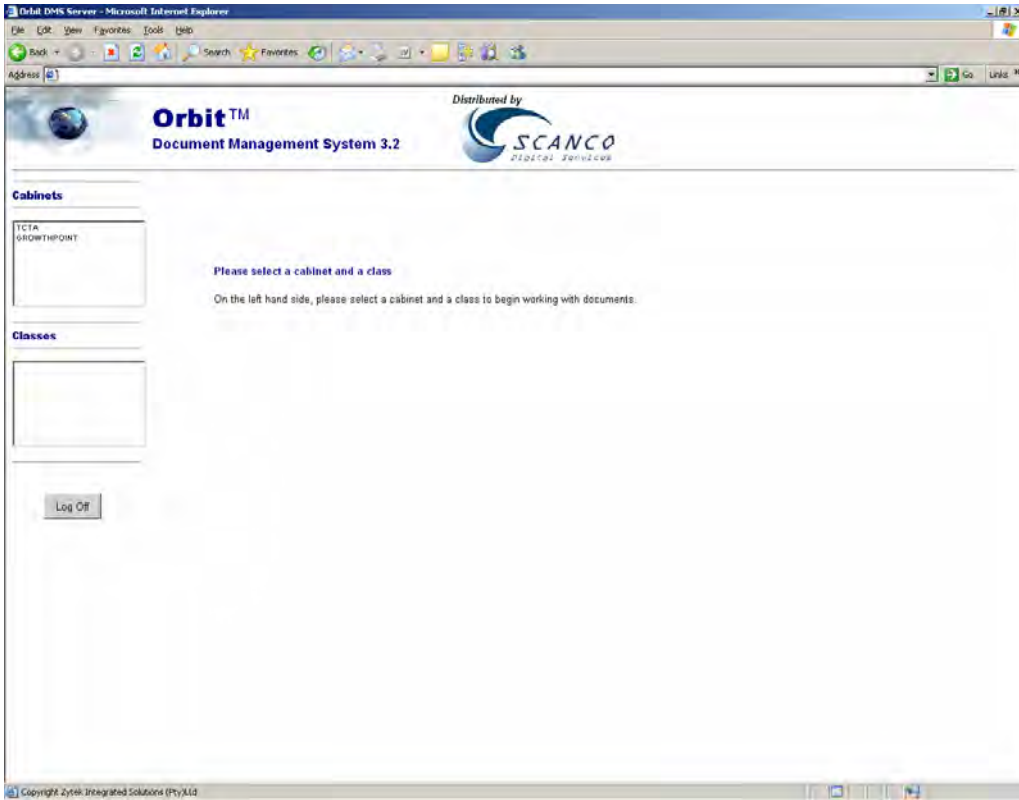 Orbit DMS Server - Microsoft Internet Explorer
File Edit View Favorites Tools Help
Back Search Favorites
Address Go Links
Orbit™
Document Management System 3.2
Distributed by
SCANCO
Digital Services
Cabinets
TCTA
GROWTHPOINT
Please select a cabinet and a class
On the left hand side, please select a cabinet and a class to begin working with documents.
Classes
Log Off
Copyright Zytek Integrated Solutions (Pty)Ltd